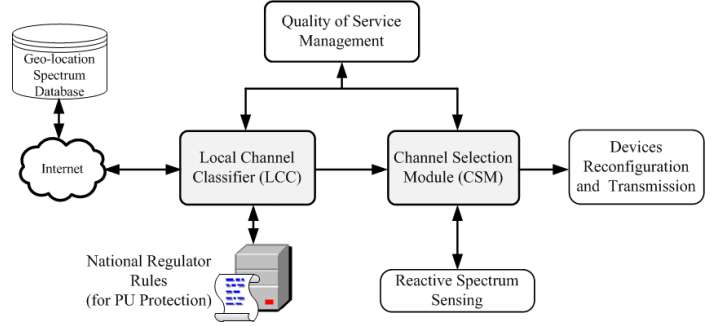 Quality of Service
Management
Geo-location
Spectrum
Database
Internet
Local Channel
Classifier (LCC)
Channel Selection
Module (CSM)
Devices
Reconfiguration
and Transmission
National Regulator
Rules
(for PU Protection)
Reactive Spectrum
Sensing